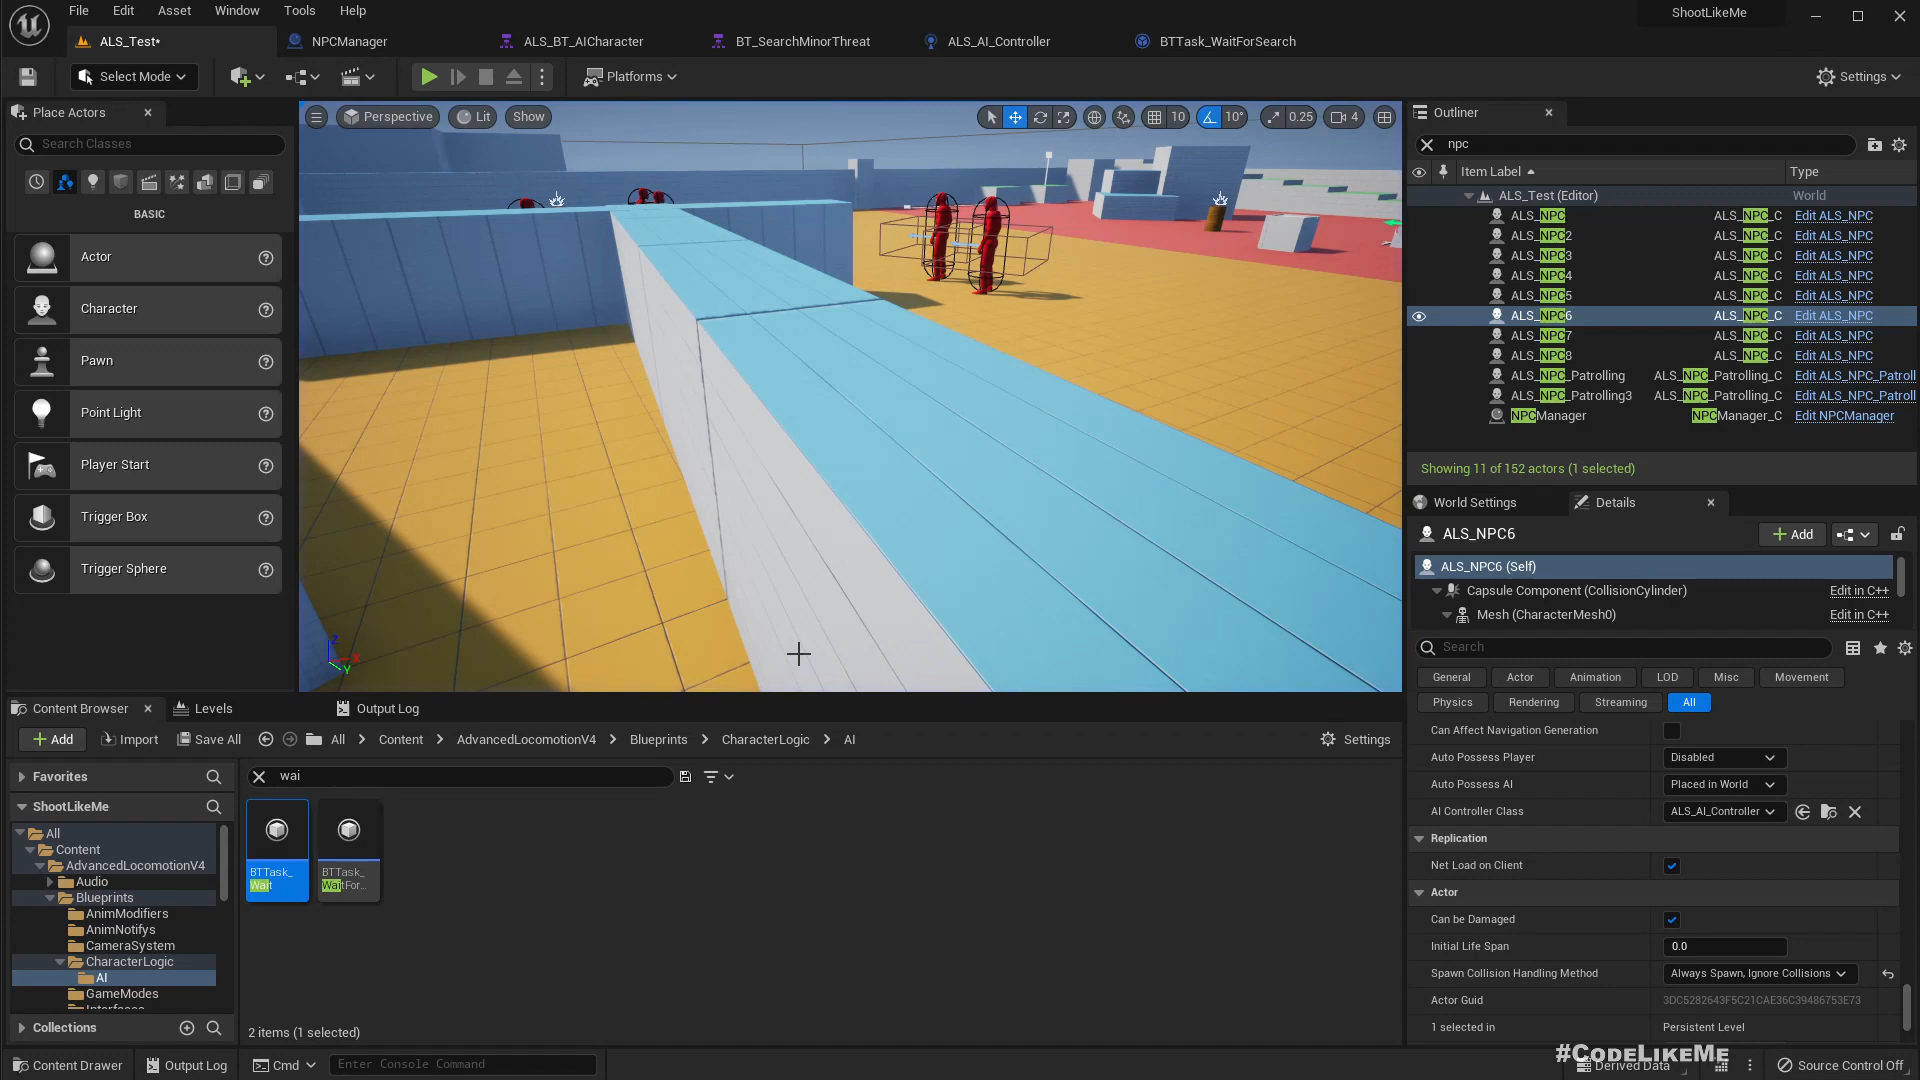 File Edit Asset Window Tools Help
ShootLikeMe
ALS_Test*
NPCManager
ALS_BT_AICharacter
BT_SearchMinorThreat
ALS_AI_Controller
BTTask_WaitForSearch
Select Mode
Platforms
Settings
Place Actors
Search Classes
BASIC
Actor
Character
Pawn
Point Light
Player Start
Trigger Box
Trigger Sphere
Perspective Lit Show
10 10° 0.25 4
Z X Y
Outliner
npc
Item Label Type
ALS_Test (Editor) World
ALS_NPC ALS_NPC_C Edit ALS_NPC
ALS_NPC2 ALS_NPC_C Edit ALS_NPC
ALS_NPC3 ALS_NPC_C Edit ALS_NPC
ALS_NPC4 ALS_NPC_C Edit ALS_NPC
ALS_NPC5 ALS_NPC_C Edit ALS_NPC
ALS_NPC6 ALS_NPC_C Edit ALS_NPC
ALS_NPC7 ALS_NPC_C Edit ALS_NPC
ALS_NPC8 ALS_NPC_C Edit ALS_NPC
ALS_NPC_Patrolling ALS_NPC_Patrolling_C Edit ALS_NPC_Patroll
ALS_NPC_Patrolling3 ALS_NPC_Patrolling_C Edit ALS_NPC_Patroll
NPCManager NPCManager_C Edit NPCManager
Showing 11 of 152 actors (1 selected)
World Settings Details
ALS_NPC6 Add
ALS_NPC6 (Self)
Capsule Component (CollisionCylinder) Edit in C++
Mesh (CharacterMesh0) Edit in C++
Search
General Actor Animation LOD Misc Movement
Physics Rendering Streaming All
Can Affect Navigation Generation
Auto Possess Player Disabled
Auto Possess AI Placed in World
AI Controller Class ALS_AI_Controller
Replication
Net Load on Client
Actor
Can be Damaged
Initial Life Span 0.0
Spawn Collision Handling Method Always Spawn, Ignore Collisions
Actor Guid 3DC5282643F5C21CAE36C39486753E73
1 selected in Persistent Level
Content Browser Levels Output Log
Add Import Save All All Content AdvancedLocomotionV4 Blueprints CharacterLogic AI Settings
Favorites
ShootLikeMe
All
Content
AdvancedLocomotionV4
Audio
Blueprints
AnimModifiers
AnimNotifys
CameraSystem
CharacterLogic
AI
GameModes
Collections
wai
BTTask_
Wait
BTTask_
WaitFor...
2 items (1 selected)
Content Drawer Output Log Cmd Enter Console Command
#CodeLikeMe
Derived Data Source Control Off